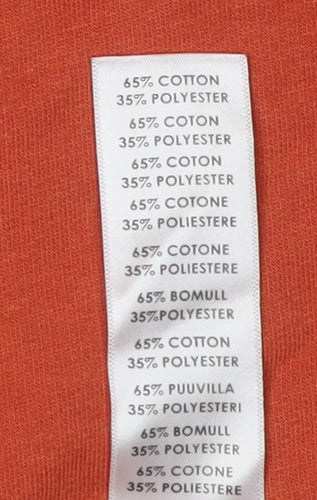 65% COTTON
35% POLYESTER
65% COTON
35% POLYESTER
65% COTON
35% POLYESTER
65% COTONE
35% POLIESTERE
65% COTONE
35% POLIESTERE
65% BOMULL
35%POLYESTER
65% COTTON
35% POLYESTER
65% PUUVILLA
35% POLYESTERI
65% BOMULL
35% POLYESTER
65% COTONE
35% POLIESTERE